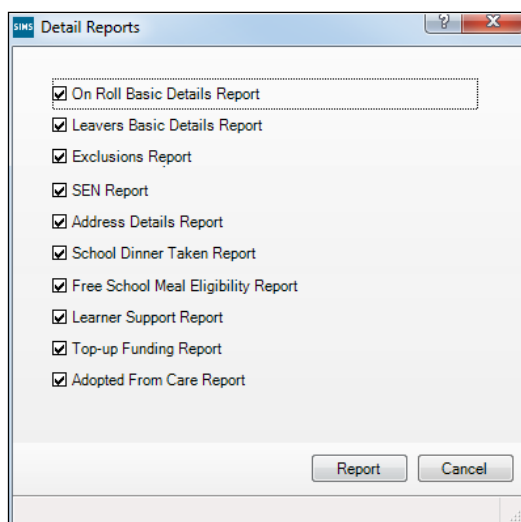 SIMS Detail Reports ? X
On Roll Basic Details Report
Leavers Basic Details Report
Exclusions Report
SEN Report
Address Details Report
School Dinner Taken Report
Free School Meal Eligibility Report
Learner Support Report
Top-up Funding Report
Adopted From Care Report
Report Cancel